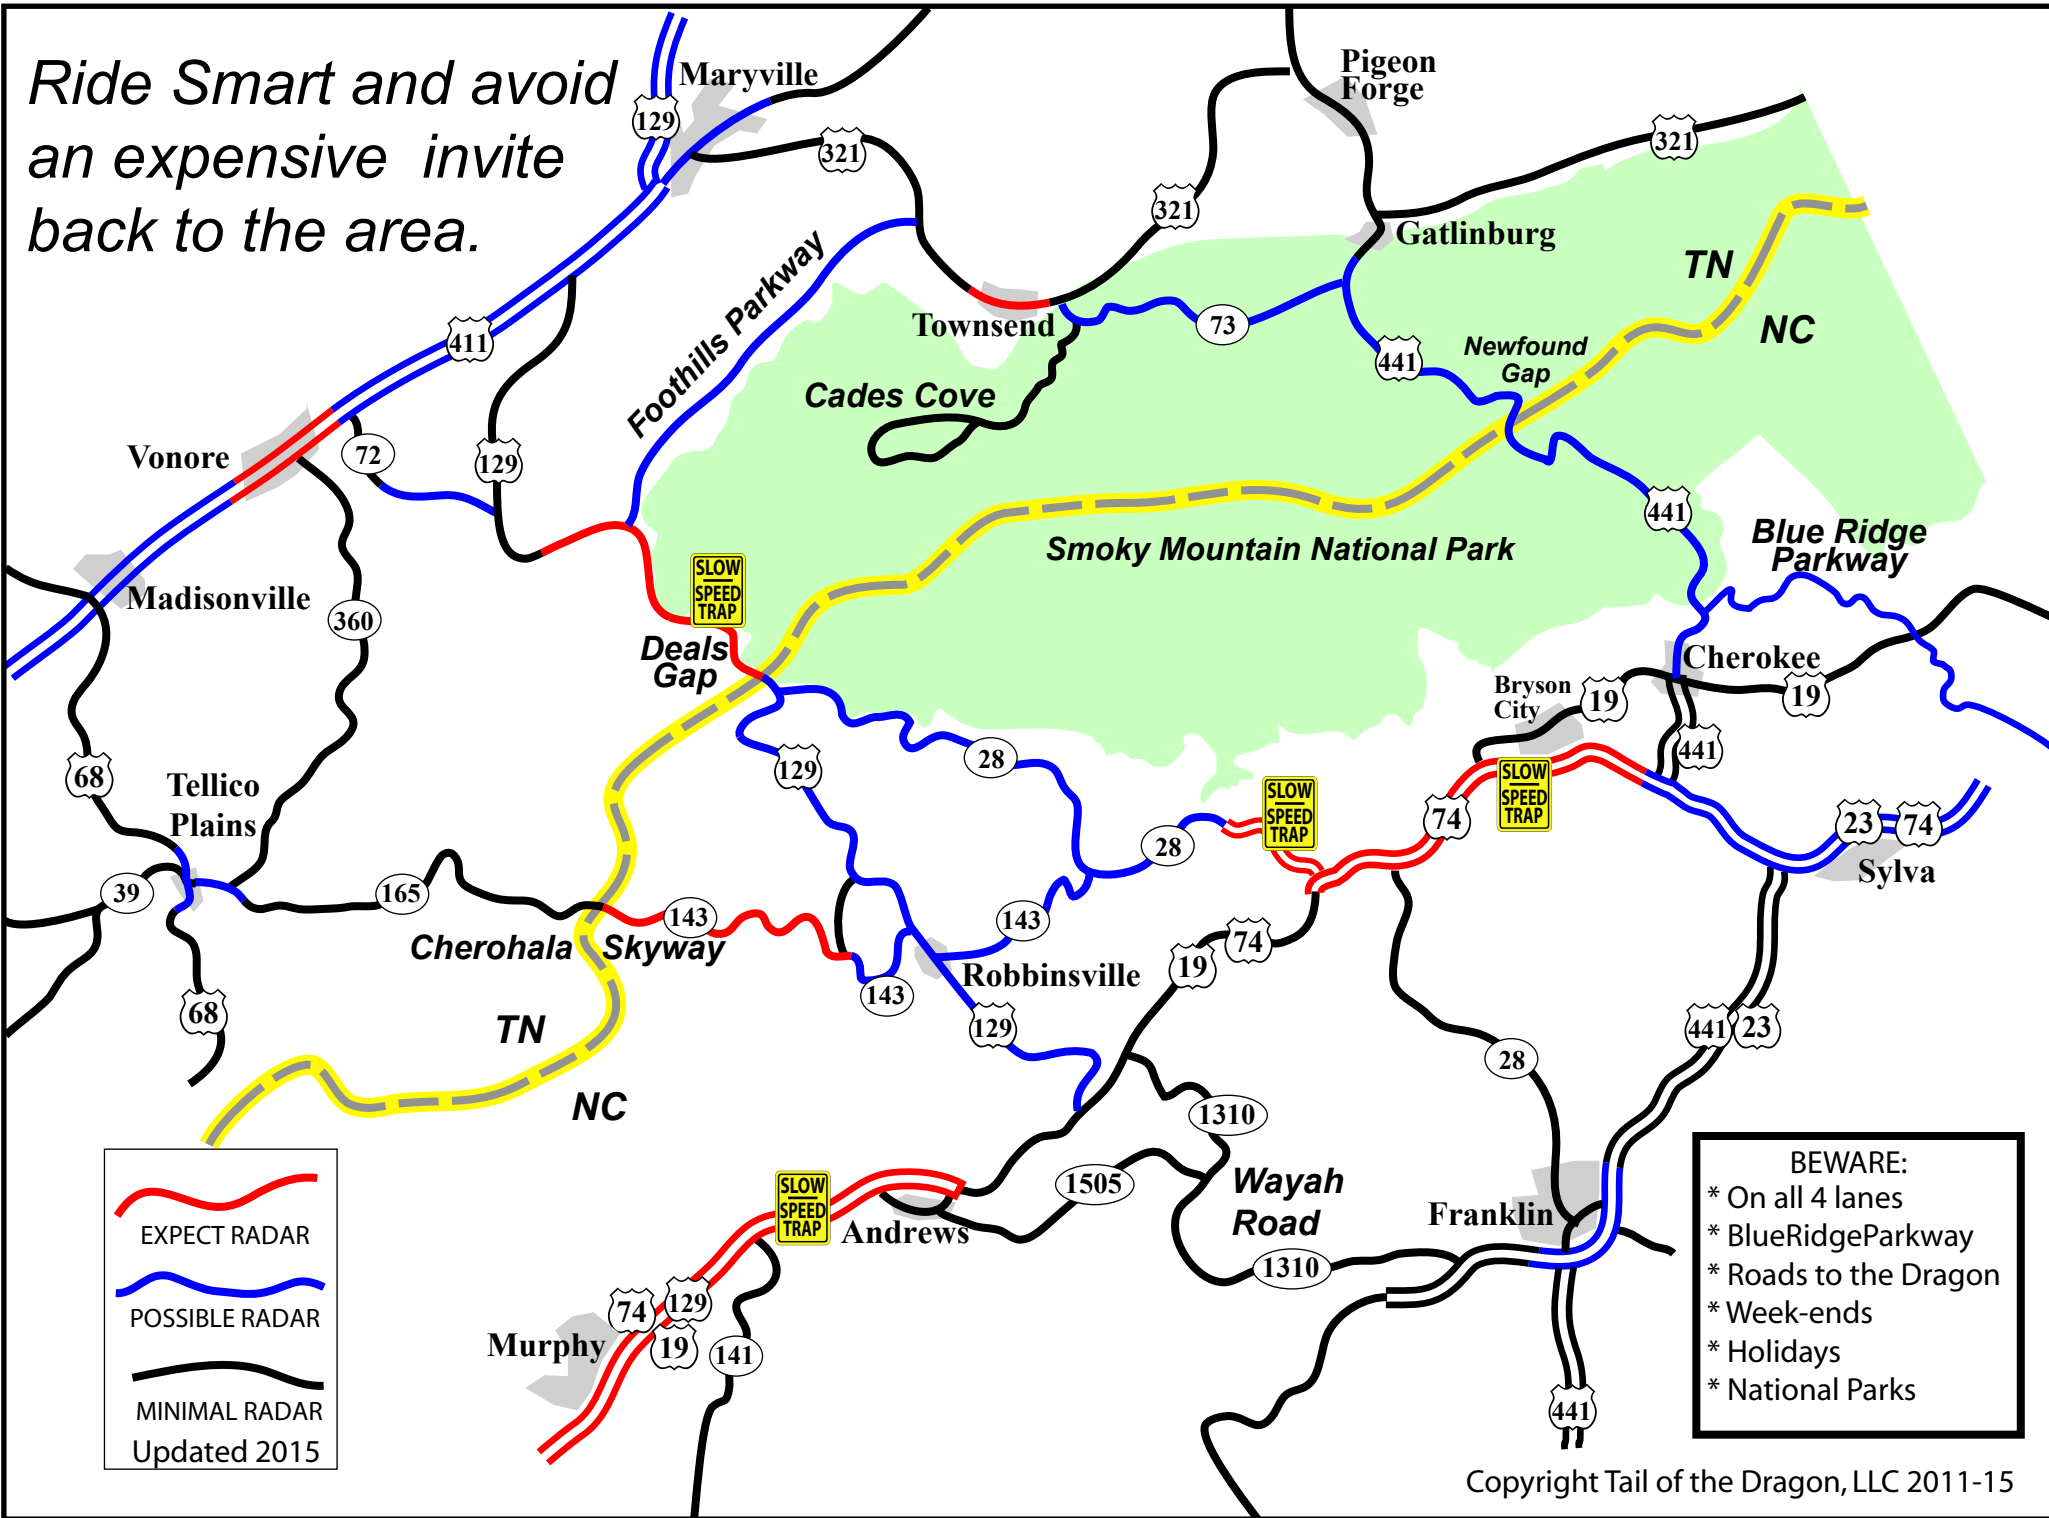 Ride Smart and avoid
an expensive  invite
back to the area.
Maryville
129
321
Pigeon
Forge
321
321
Gatlinburg
TN
NC
Foothills Parkway
411
Townsend
73
441
Newfound
Gap
Cades Cove
Vonore
72
129
441
Blue Ridge
Parkway
Smoky Mountain National Park
SLOW
SPEED
TRAP
Madisonville
360
Deals
Gap
Cherokee
Bryson
City
19
19
441
68
Tellico
Plains
129
28
SLOW
SPEED
TRAP
SLOW
SPEED
TRAP
74
23
74
Sylva
28
39
165
143
143
Cherohala Skyway
Robbinsville
19
74
143
68
TN
129
441
23
28
NC
1310
1505
Wayah
Road
SLOW
SPEED
TRAP
Andrews
Franklin
1310
74
129
19
Murphy
141
441
EXPECT RADAR
POSSIBLE RADAR
MINIMAL RADAR
Updated 2015
BEWARE:
* On all 4 lanes
* BlueRidgeParkway
* Roads to the Dragon
* Week-ends
* Holidays
* National Parks
Copyright Tail of the Dragon, LLC 2011-15